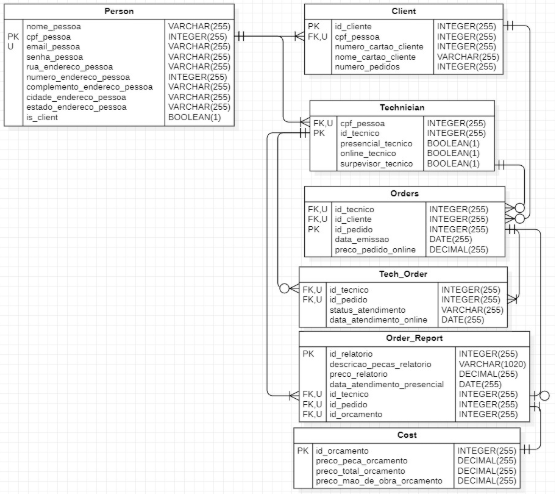 Person
nome_pessoa VARCHAR(255)
PK cpf_pessoa INTEGER(255)
U email_pessoa VARCHAR(255)
senha_pessoa VARCHAR(255)
rua_endereco_pessoa VARCHAR(255)
numero_endereco_pessoa INTEGER(255)
complemento_endereco_pessoa VARCHAR(255)
cidade_endereco_pessoa VARCHAR(255)
estado_endereco_pessoa VARCHAR(255)
is_client BOOLEAN(1)
Client
PK id_cliente INTEGER(255)
FK,U cpf_pessoa INTEGER(255)
numero_cartao_cliente INTEGER(255)
nome_cartao_cliente VARCHAR(255)
numero_pedidos INTEGER(255)
Technician
FK,U cpf_pessoa INTEGER(255)
PK id_tecnico INTEGER(255)
presencial_tecnico BOOLEAN(1)
online_tecnico BOOLEAN(1)
surpevisor_tecnico BOOLEAN(1)
Orders
FK,U id_tecnico INTEGER(255)
FK,U id_cliente INTEGER(255)
PK id_pedido INTEGER(255)
data_emissao DATE(255)
preco_pedido_online DECIMAL(255)
Tech_Order
FK,U id_tecnico INTEGER(255)
FK,U id_pedido INTEGER(255)
status_atendimento VARCHAR(255)
data_atendimento_online DATE(255)
Order_Report
PK id_relatorio INTEGER(255)
descricao_pecas_relatorio VARCHAR(1020)
preco_relatorio DECIMAL(255)
data_atendimento_presencial DATE(255)
FK,U id_tecnico INTEGER(255)
FK,U id_pedido INTEGER(255)
FK,U id_orcamento INTEGER(255)
Cost
PK id_orcamento INTEGER(255)
preco_peca_orcamento DECIMAL(255)
preco_total_orcamento DECIMAL(255)
preco_mao_de_obra_orcamento DECIMAL(255)